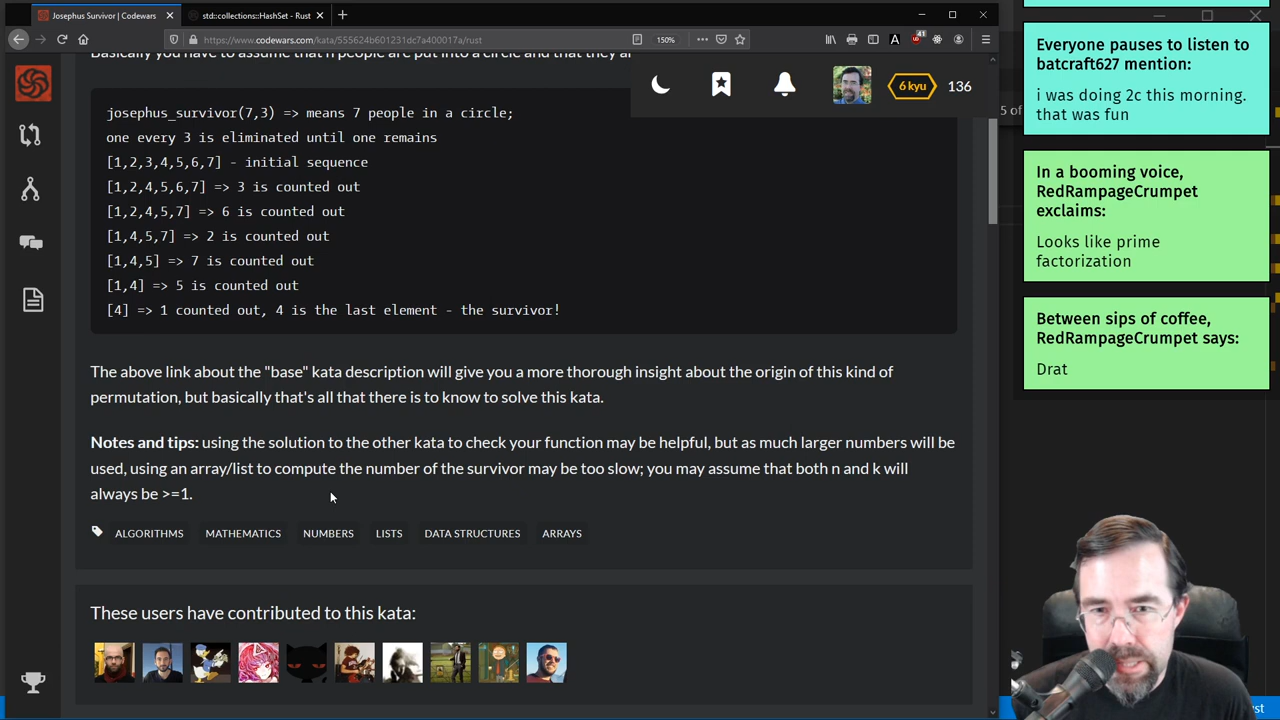 Josephus Survivor | Codewars
std::collections::HashSet - Rust
https://www.codewars.com/kata/555624b601231dc7a400017a/rust
150%
41
Basically you have to assume that n people are put into a circle and that they ar
6 kyu
136
josephus_survivor(7,3) => means 7 people in a circle;
one every 3 is eliminated until one remains
[1,2,3,4,5,6,7] - initial sequence
[1,2,4,5,6,7] => 3 is counted out
[1,2,4,5,7] => 6 is counted out
[1,4,5,7] => 2 is counted out
[1,4,5] => 7 is counted out
[1,4] => 5 is counted out
[4] => 1 counted out, 4 is the last element - the survivor!
The above link about the "base" kata description will give you a more thorough insight about the origin of this kind of
permutation, but basically that's all that there is to know to solve this kata.
Notes and tips: using the solution to the other kata to check your function may be helpful, but as much larger numbers will be
used, using an array/list to compute the number of the survivor may be too slow; you may assume that both n and k will
always be >=1.
ALGORITHMS
MATHEMATICS
NUMBERS
LISTS
DATA STRUCTURES
ARRAYS
These users have contributed to this kata:
5 of
Everyone pauses to listen to
batcraft627 mention:
i was doing 2c this morning.
that was fun
In a booming voice,
RedRampageCrumpet
exclaims:
Looks like prime
factorization
Between sips of coffee,
RedRampageCrumpet says:
Drat